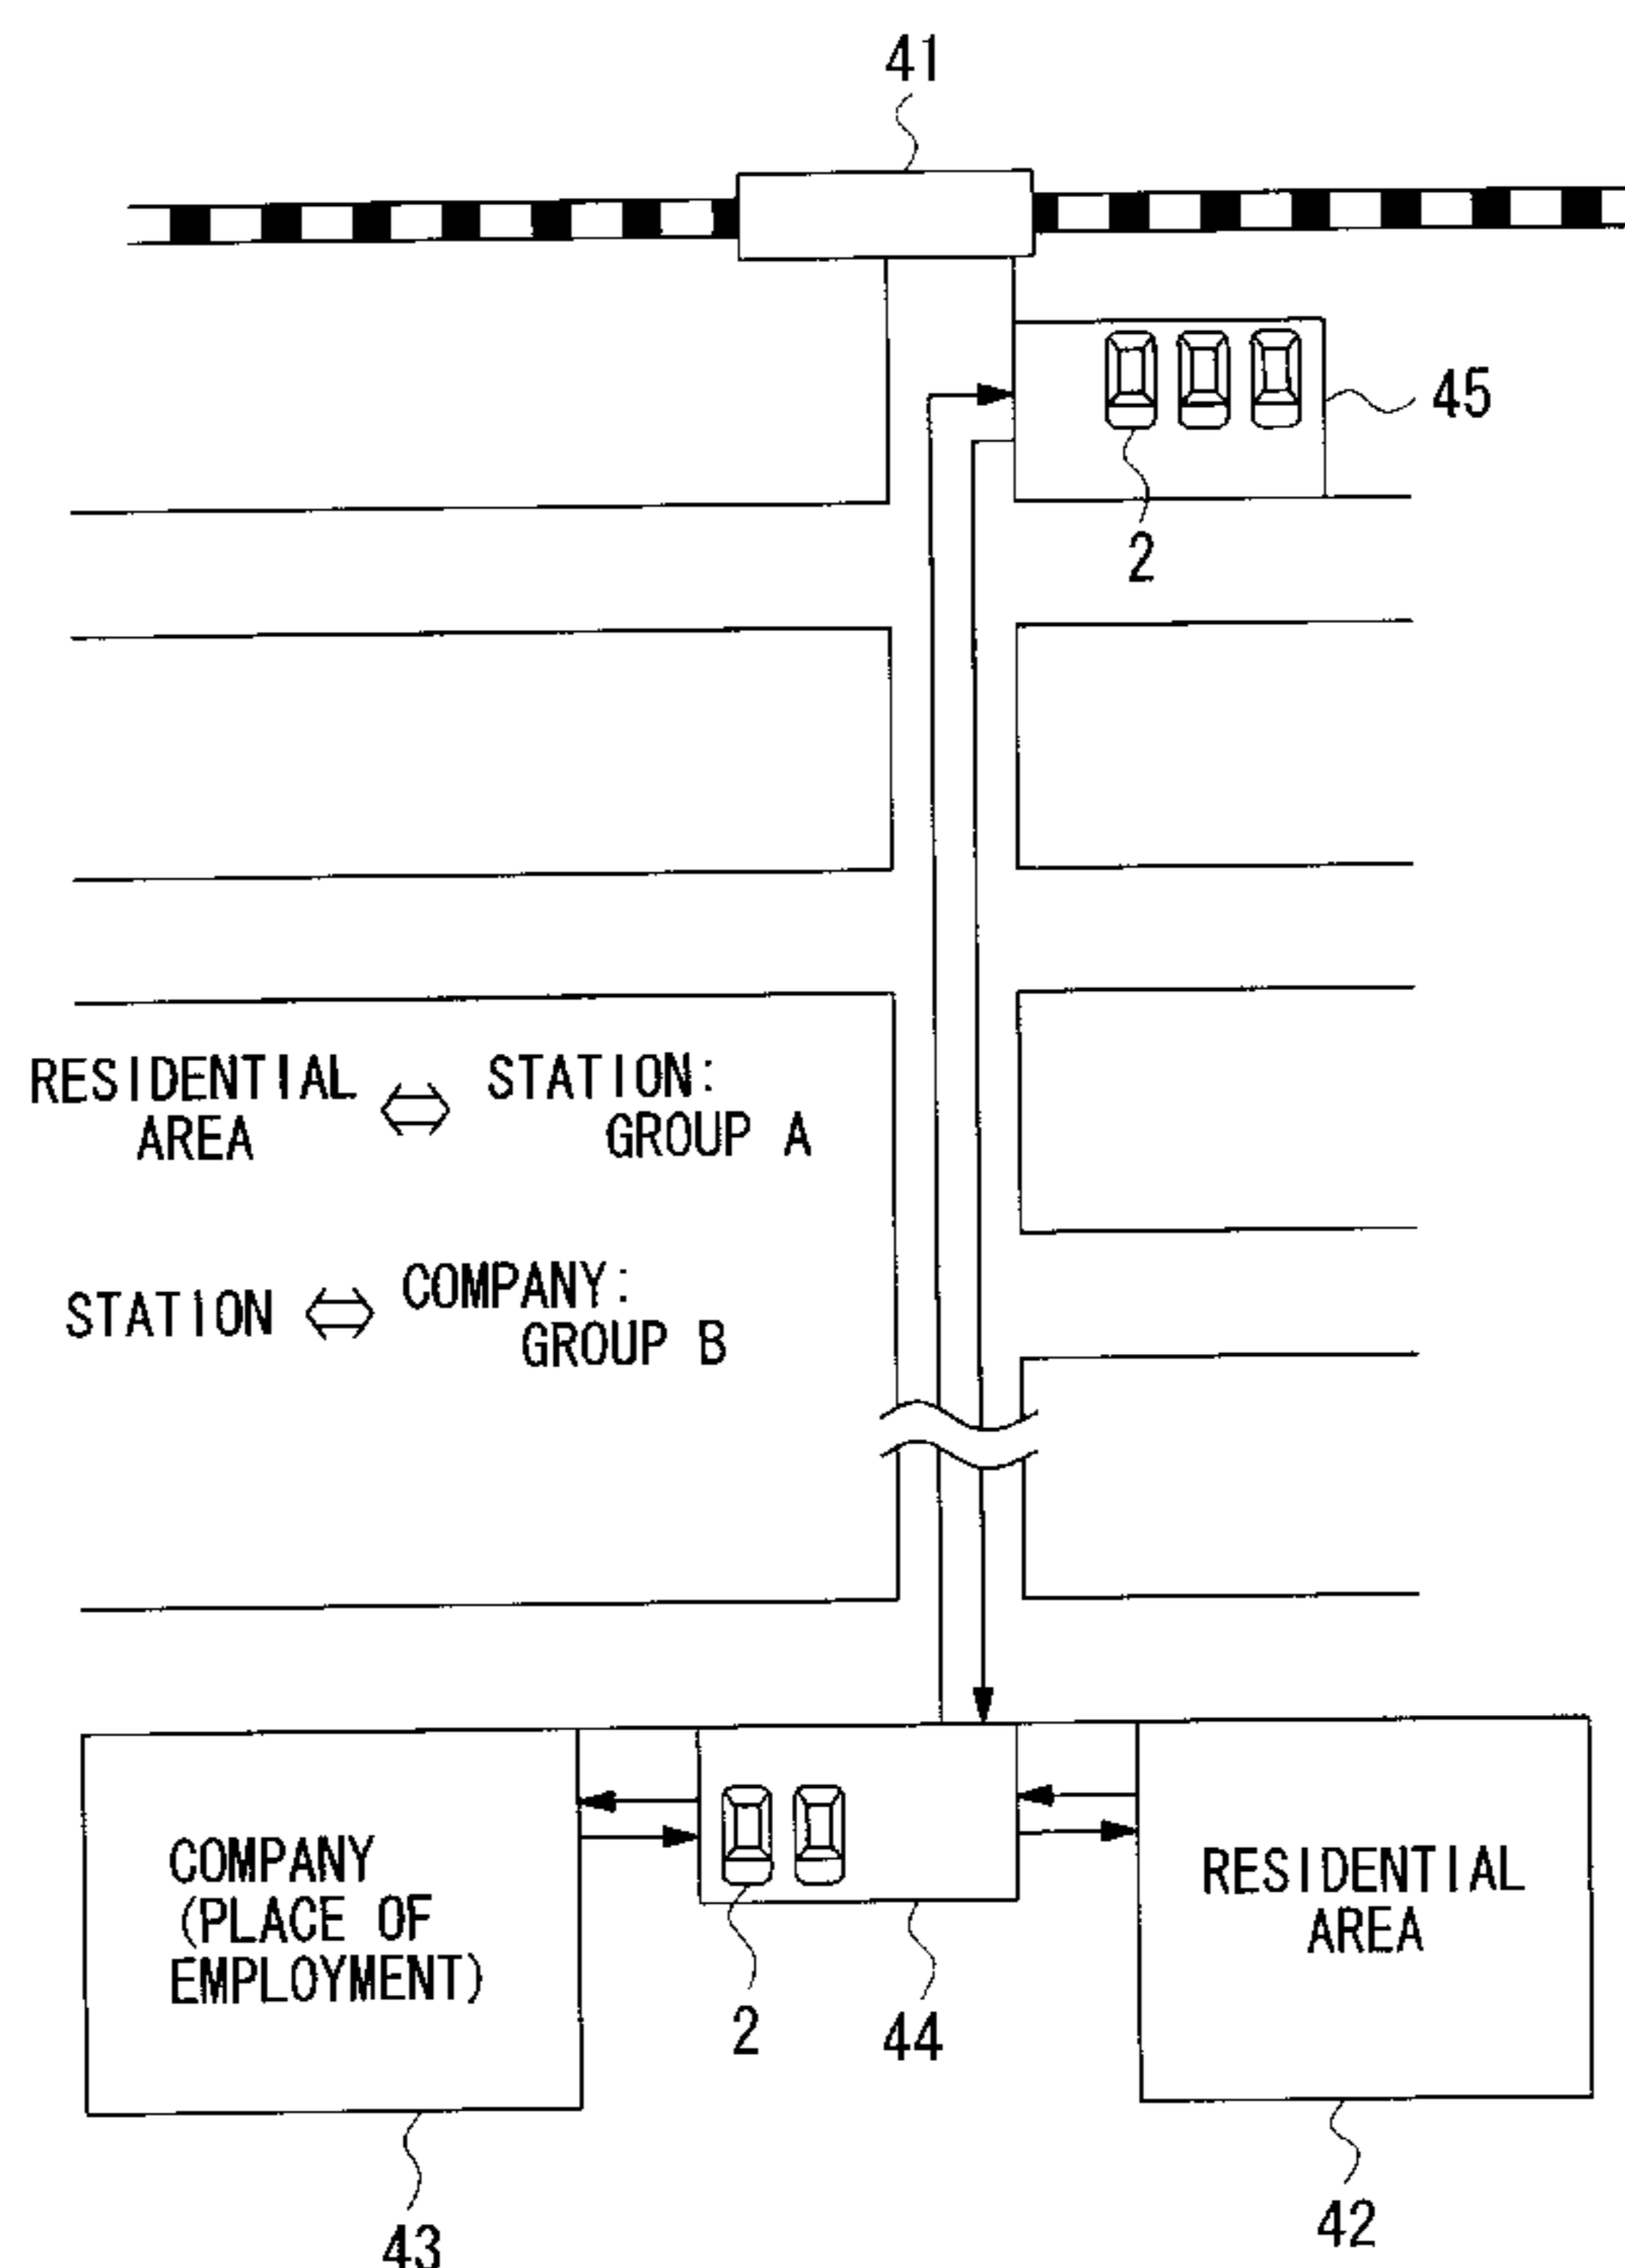 41
45
2
RESIDENTIAL ⇔ STATION:
AREA GROUP A
STATION ⇔ COMPANY:
GROUP B
COMPANY
(PLACE OF
EMPLOYMENT)
RESIDENTIAL
AREA
2
44
43
42